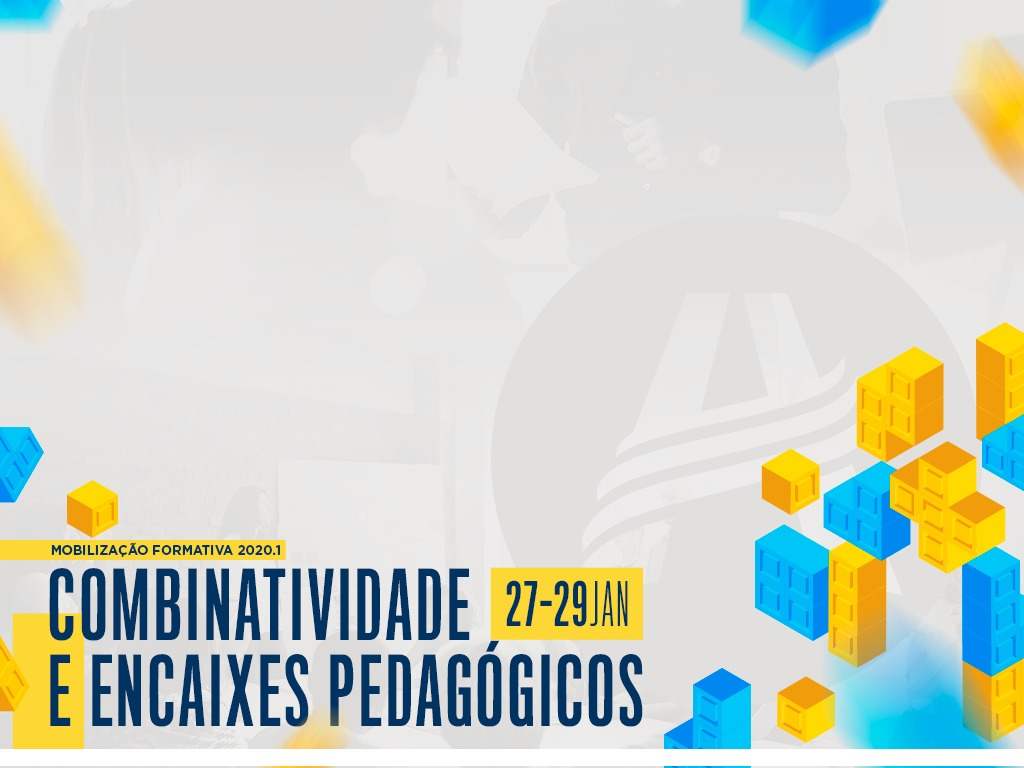 MOBILIZAÇÃO FORMATIVA 2020.1
COMBINATIVIDADE
27-29JAN
E ENCAIXES PEDAGÓGICOS